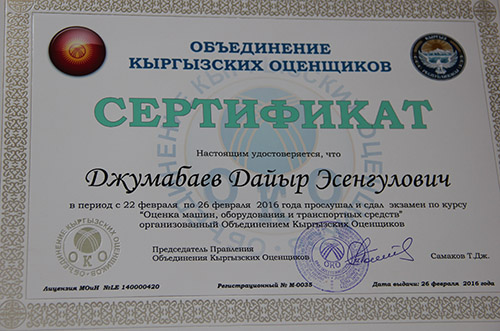 ОБЪЕДИНЕНИЕ
КЫРГЫЗСКИХ ОЦЕНЩИКОВ
СЕРТИФИКАТ
Настоящим удостоверяется, что
Джумабаев Дайыр Эсенгулович
в период с 22 февраля по 26 февраля 2016 года прослушал и сдал экзамен по курсу
"Оценка машин, оборудования и транспортных средств"
организованный Объединением Кыргызских Оценщиков
Председатель Правления
Объединения Кыргызских Оценщиков
Самаков Т.Дж.
ОКО
Лицензия МОиН №LE 140000420
Регистрационный № М-0035
Дата выдачи: 26 февраля 2016 года